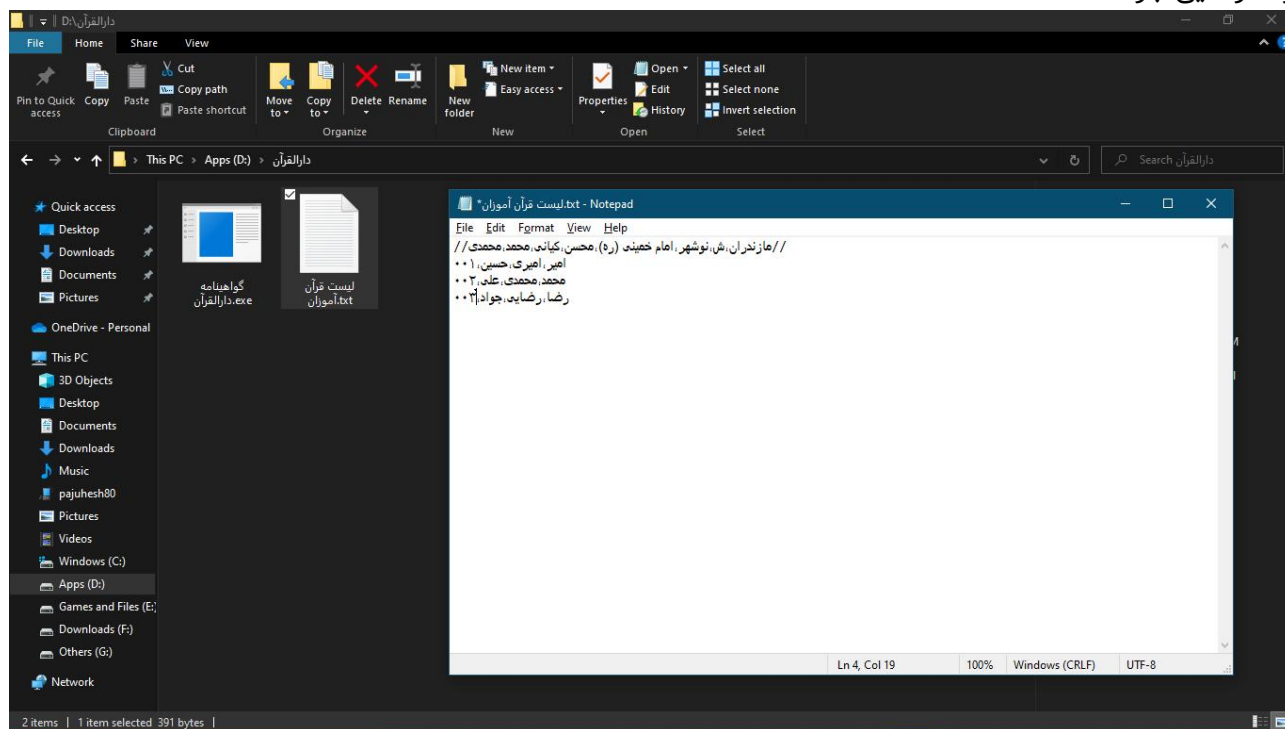 D:\دارالقرآن
File Home Share View
Pin to Quick access
Copy
Paste
Cut
Copy path
Paste shortcut
Clipboard
Move to
Copy to
Delete
Rename
Organize
New folder
New item
Easy access
New
Properties
Open
Edit
History
Open
Select all
Select none
Invert selection
Select
This PC › Apps (D:) › دارالقرآن
Search دارالقرآن
Quick access
Desktop
Downloads
Documents
Pictures
OneDrive - Personal
This PC
3D Objects
Desktop
Documents
Downloads
Music
pajuhesh80
Pictures
Videos
Windows (C:)
Apps (D:)
Games and Files (E:)
Downloads (F:)
Others (G:)
Network
گواهینامه
دارالقرآن.exe
لیست قرآن
آموزان.txt
*لیست قرآن آموزان.txt - Notepad
File Edit Format View Help
//مازندران,ش,نوشهر,امام خمینی (ره),محسن,کیانی,محمد,محمدی//
امیر,امیری,حسین,۰۰۱
محمد,محمدی,علی,۰۰۲
رضا,رضایی,جواد,۰۰۳
Ln 4, Col 19
100%
Windows (CRLF)
UTF-8
2 items
1 item selected 391 bytes